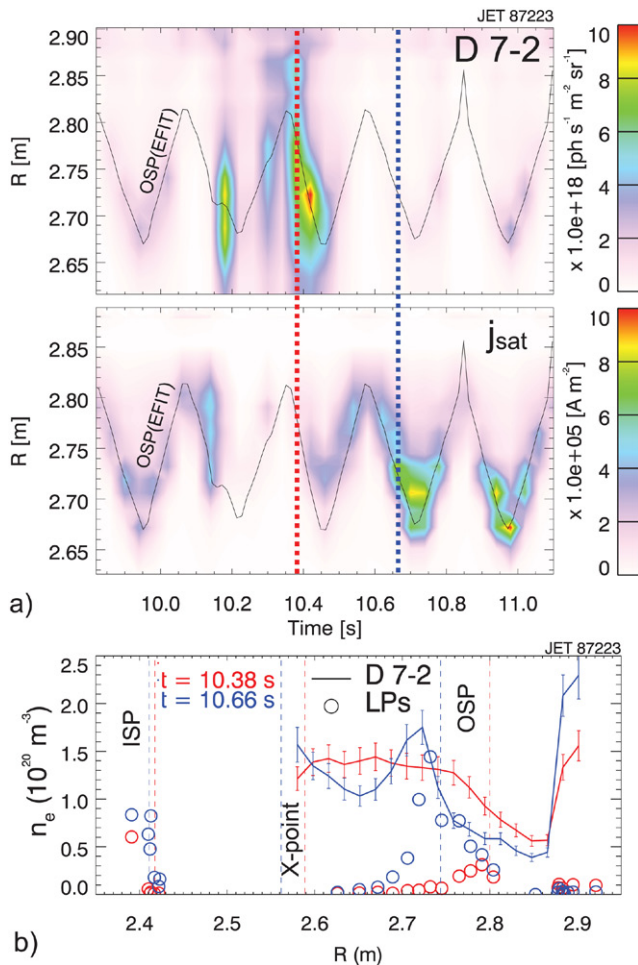 JET 87223
D 7-2
OSP(EFIT)
R [m]
2.90
2.85
2.80
2.75
2.70
2.65
10
8
6
4
2
0
x 1.0e+18 [ph s⁻¹ m⁻² sr⁻¹]
jsat
OSP(EFIT)
R [m]
2.85
2.80
2.75
2.70
2.65
10
8
6
4
2
0
x 1.0e+05 [A m⁻²]
10.0 10.2 10.4 10.6 10.8 11.0
Time [s]
a)
JET 87223
t = 10.38 s
t = 10.66 s
D 7-2
LPs
ISP
X-point
OSP
nₑ (10²⁰ m⁻³)
2.5
2.0
1.5
1.0
0.5
0.0
2.4 2.5 2.6 2.7 2.8 2.9
R (m)
b)